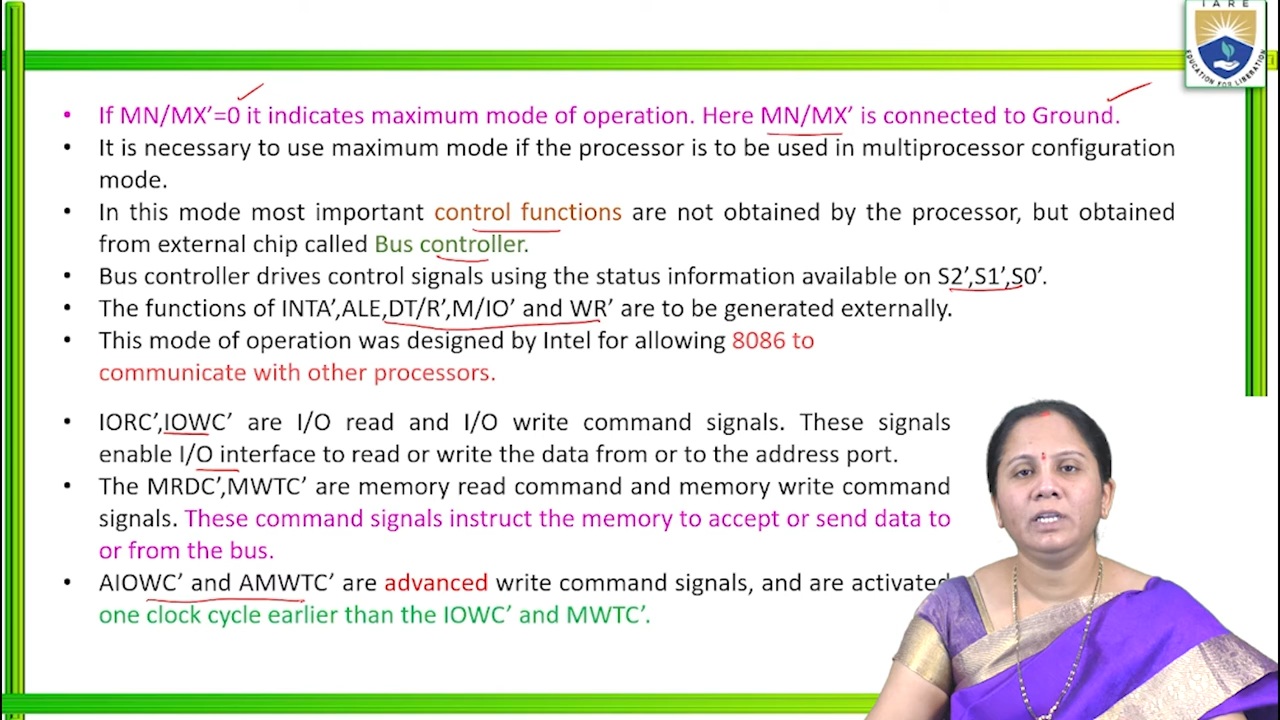 IARE
EDUCATION FOR LIBERATION
• If MN/MX’=0 it indicates maximum mode of operation. Here MN/MX’ is connected to Ground.
• It is necessary to use maximum mode if the processor is to be used in multiprocessor configuration
mode.
• In this mode most important control functions are not obtained by the processor, but obtained
from external chip called Bus controller.
• Bus controller drives control signals using the status information available on S2’,S1’,S0’.
• The functions of INTA’,ALE,DT/R’,M/IO’ and WR’ are to be generated externally.
• This mode of operation was designed by Intel for allowing 8086 to
communicate with other processors.
• IORC’,IOWC’ are I/O read and I/O write command signals. These signals
enable I/O interface to read or write the data from or to the address port.
• The MRDC’,MWTC’ are memory read command and memory write command
signals. These command signals instruct the memory to accept or send data to
or from the bus.
• AIOWC’ and AMWTC’ are advanced write command signals, and are activated
one clock cycle earlier than the IOWC’ and MWTC’.